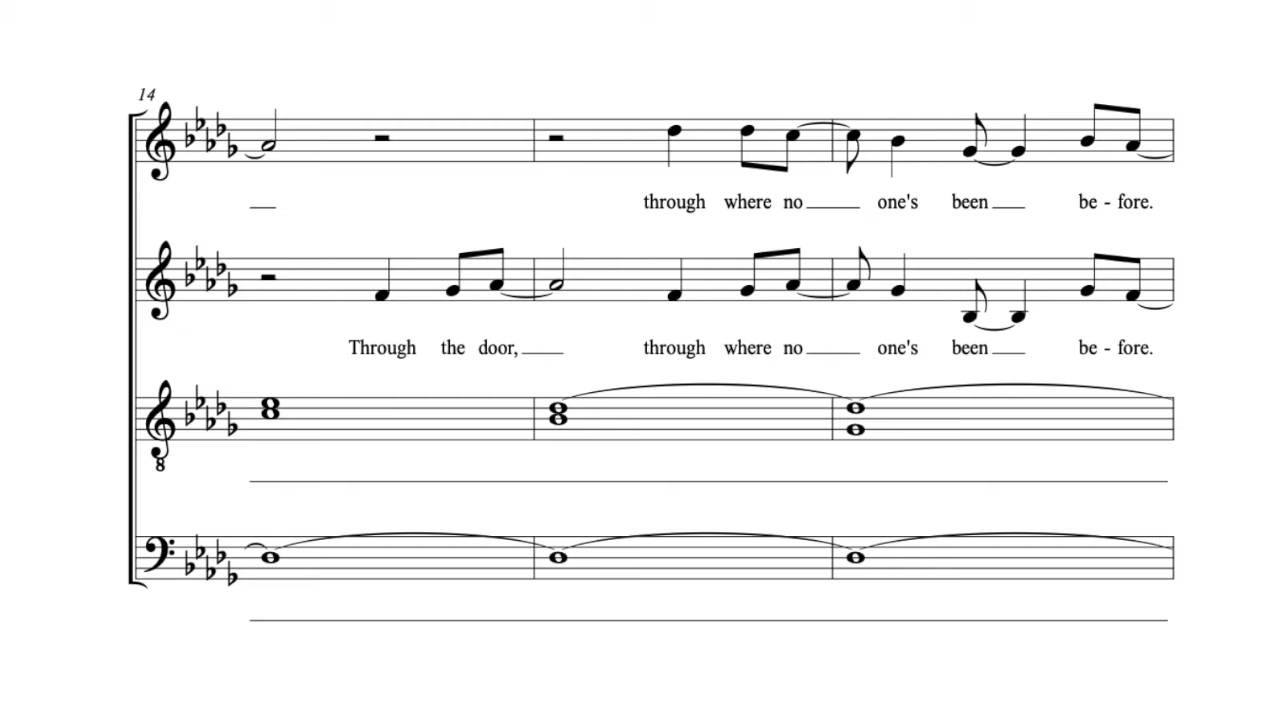 14
through where no one's been be - fore.
Through the door, through where no one's been be - fore.
8